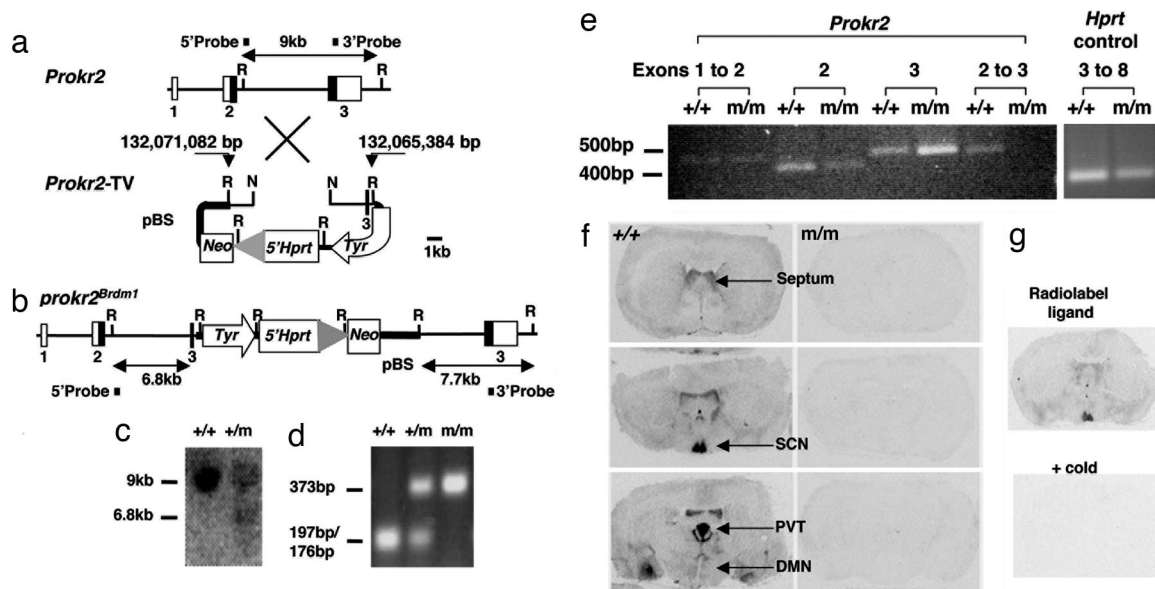 a
5'Probe 9kb 3'Probe
Prokr2 R R
1 2 3
132,071,082 bp 132,065,384 bp
Prokr2-TV R N N R
pBS R R 3
Neo 5'Hprt Tyr 1kb
b
prokr2Brdm1
R R R R R R
Tyr 5'Hprt Neo
1 2 3 pBS 3
6.8kb 7.7kb
5'Probe 3'Probe
c
+/+ +/m
9kb
6.8kb
d
+/+ +/m m/m
373bp
197bp/
176bp
e
Prokr2 Hprt
control
Exons 1 to 2 2 3 2 to 3 3 to 8
+/+ m/m +/+ m/m +/+ m/m +/+ m/m +/+ m/m
500bp
400bp
f
+/+ m/m
Septum
SCN
PVT
DMN
g
Radiolabel
ligand
+ cold